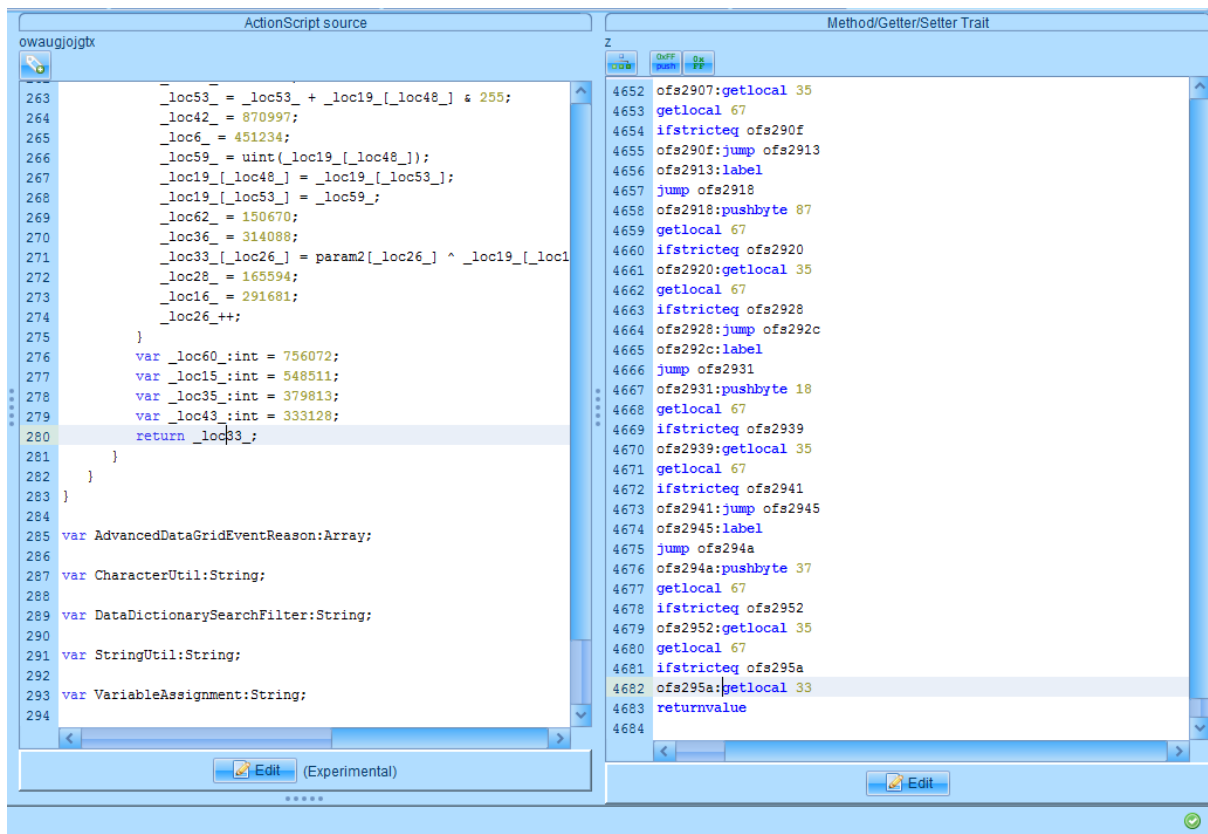 ActionScript source
owaugjojgtx
263 _loc53_ = _loc53_ + _loc19_[_loc48_] & 255;
264 _loc42_ = 870997;
265 _loc6_ = 451234;
266 _loc59_ = uint(_loc19_[_loc48_]);
267 _loc19_[_loc48_] = _loc19_[_loc53_];
268 _loc19_[_loc53_] = _loc59_;
269 _loc62_ = 150670;
270 _loc36_ = 314088;
271 _loc33_[_loc26_] = param2[_loc26_] ^ _loc19_[_loc1
272 _loc28_ = 165594;
273 _loc16_ = 291681;
274 _loc26_++;
275 }
276 var _loc60_:int = 756072;
277 var _loc15_:int = 548511;
278 var _loc35_:int = 379813;
279 var _loc43_:int = 333128;
280 return _loc33_;
281 }
282 }
283 }
284
285 var AdvancedDataGridEventReason:Array;
286
287 var CharacterUtil:String;
288
289 var DataDictionarySearchFilter:String;
290
291 var StringUtil:String;
292
293 var VariableAssignment:String;
294
Edit (Experimental)
Method/Getter/Setter Trait
z
0xFF push 0x FF
4652 ofs2907:getlocal 35
4653 getlocal 67
4654 ifstricteq ofs290f
4655 ofs290f:jump ofs2913
4656 ofs2913:label
4657 jump ofs2918
4658 ofs2918:pushbyte 87
4659 getlocal 67
4660 ifstricteq ofs2920
4661 ofs2920:getlocal 35
4662 getlocal 67
4663 ifstricteq ofs2928
4664 ofs2928:jump ofs292c
4665 ofs292c:label
4666 jump ofs2931
4667 ofs2931:pushbyte 18
4668 getlocal 67
4669 ifstricteq ofs2939
4670 ofs2939:getlocal 35
4671 getlocal 67
4672 ifstricteq ofs2941
4673 ofs2941:jump ofs2945
4674 ofs2945:label
4675 jump ofs294a
4676 ofs294a:pushbyte 37
4677 getlocal 67
4678 ifstricteq ofs2952
4679 ofs2952:getlocal 35
4680 getlocal 67
4681 ifstricteq ofs295a
4682 ofs295a:getlocal 33
4683 returnvalue
4684
Edit